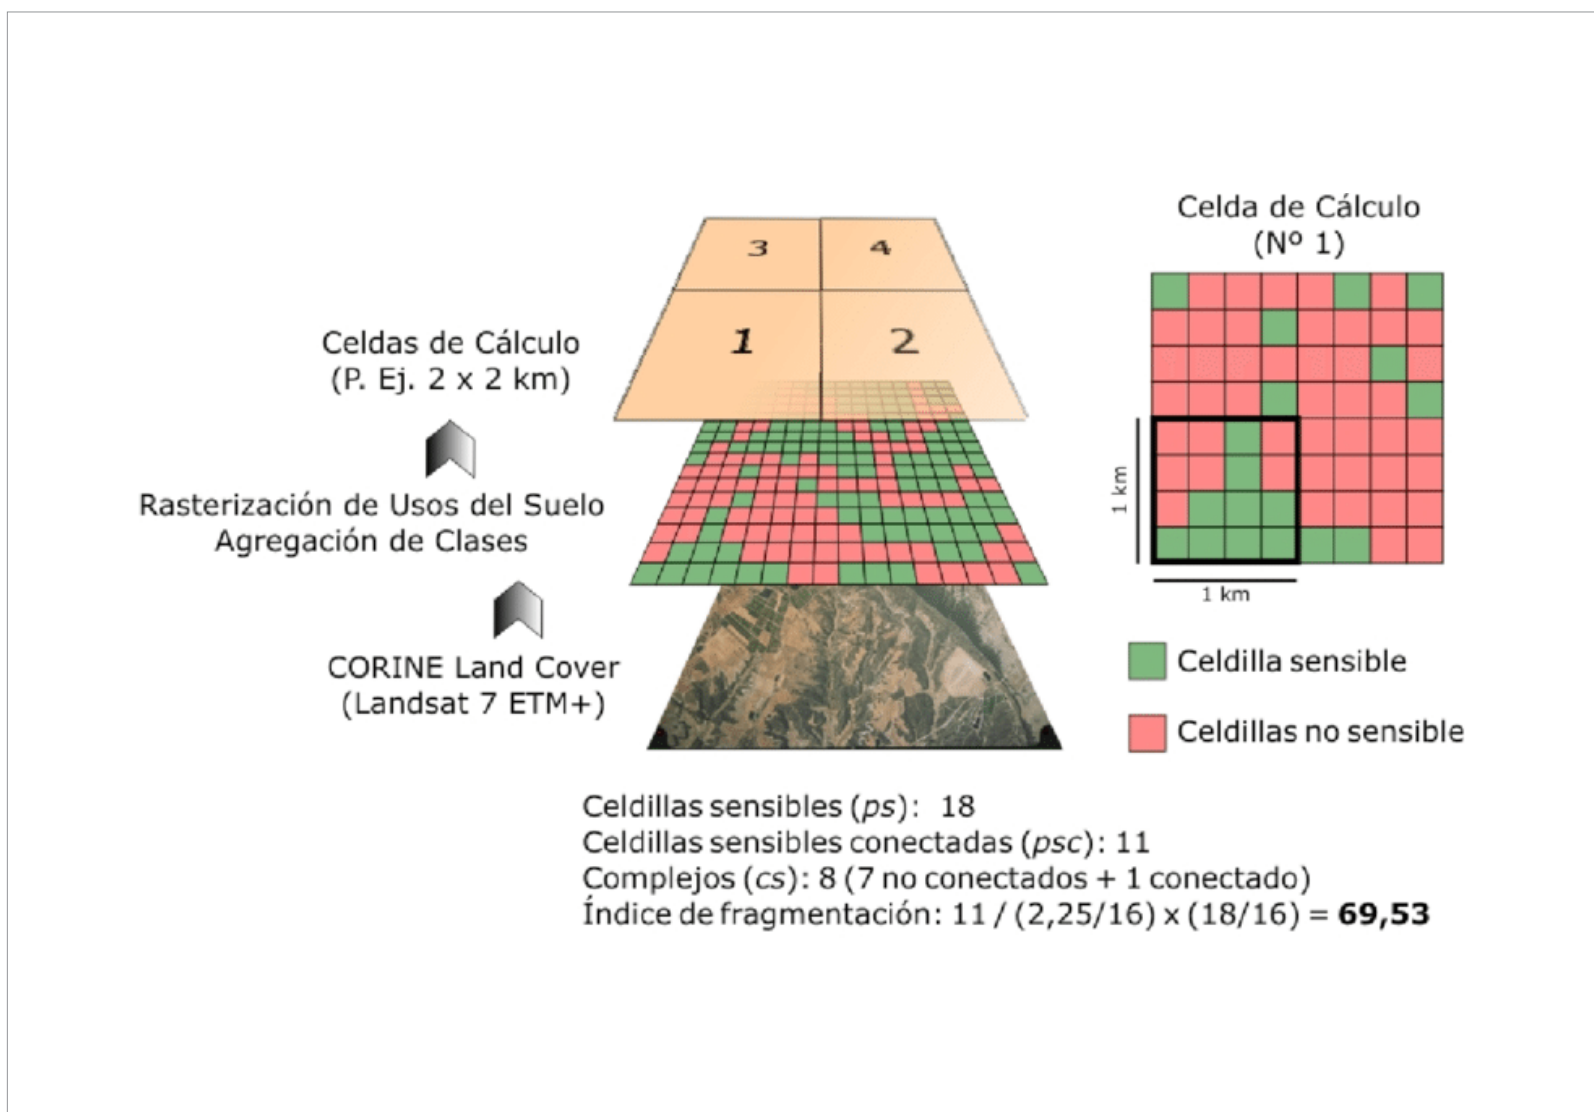 Celda de Cálculo
(Nº 1)
3
4
1
2
Celdas de Cálculo
(P. Ej. 2 x 2 km)
Rasterización de Usos del Suelo
Agregación de Clases
CORINE Land Cover
(Landsat 7 ETM+)
1 km
1 km
Celdilla sensible
Celdillas no sensible
Celdillas sensibles (ps): 18
Celdillas sensibles conectadas (psc): 11
Complejos (cs): 8 (7 no conectados + 1 conectado)
Índice de fragmentación: 11 / (2,25/16) x (18/16) = 69,53